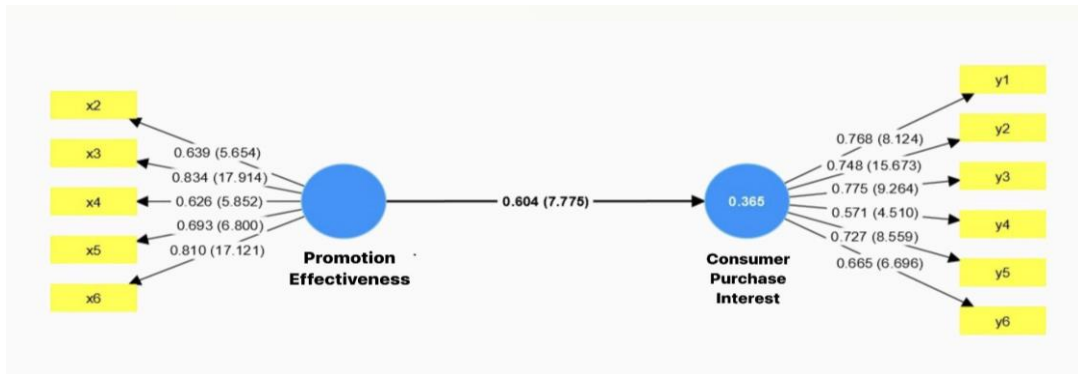 x2
x3
x4
x5
x6
0.639 (5.654)
0.834 (17.914)
0.626 (5.852)
0.693 (6.800)
0.810 (17.121)
Promotion
Effectiveness
0.604 (7.775)
0.365
Consumer
Purchase
Interest
0.768 (8.124)
0.748 (15.673)
0.775 (9.264)
0.571 (4.510)
0.727 (8.559)
0.665 (6.696)
y1
y2
y3
y4
y5
y6